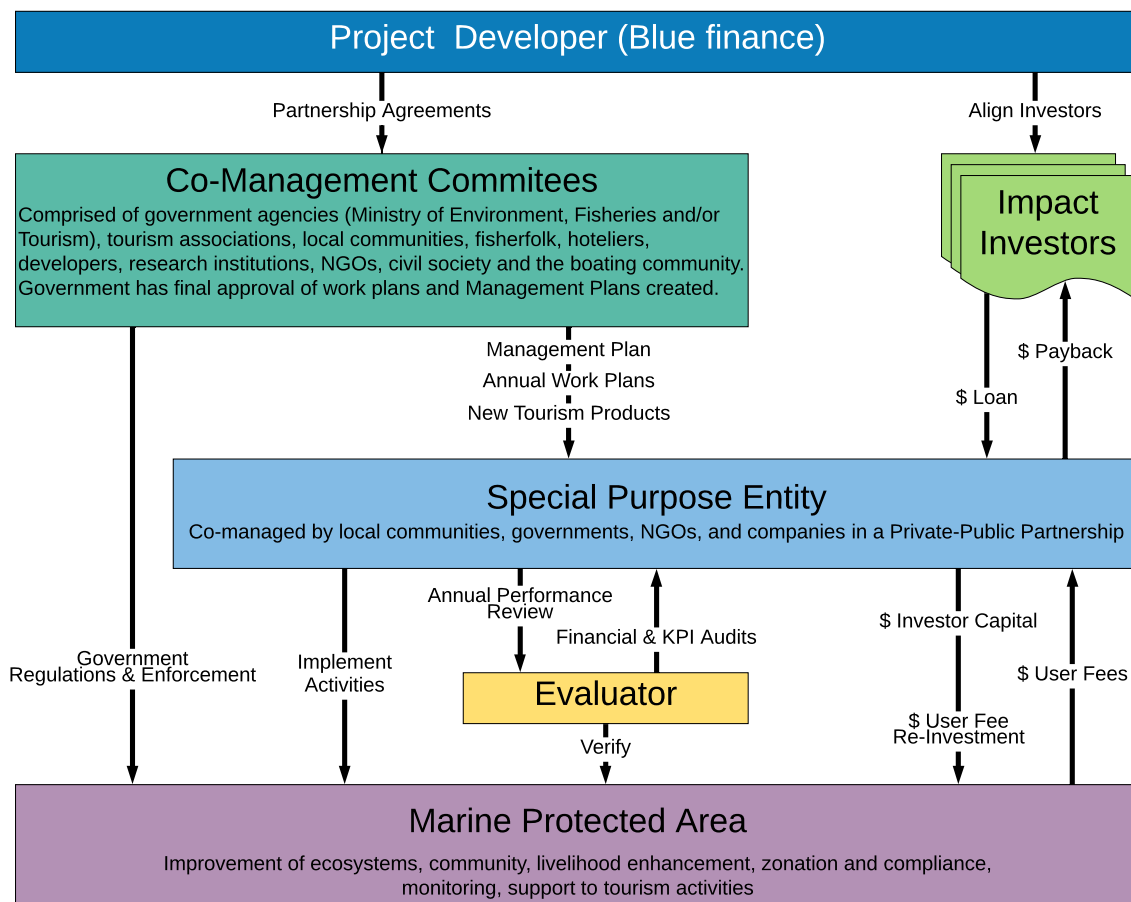 Project  Developer (Blue finance)
Partnership Agreements
Align Investors
Co-Management Commitees
Comprised of government agencies (Ministry of Environment, Fisheries and/or
Tourism), tourism associations, local communities, fisherfolk, hoteliers,
developers, research institutions, NGOs, civil society and the boating community.
Government has final approval of work plans and Management Plans created.
Impact
Investors
Management Plan
Annual Work Plans
New Tourism Products
$ Payback
$ Loan
Special Purpose Entity
Co-managed by local communities, governments, NGOs, and companies in a Private-Public Partnership
Annual Performance
Review
Financial & KPI Audits
$ Investor Capital
Government
Regulations & Enforcement
Implement
Activities
$ User Fees
Evaluator
$ User Fee
Re-Investment
Verify
Marine Protected Area
Improvement of ecosystems, community, livelihood enhancement, zonation and compliance,
monitoring, support to tourism activities